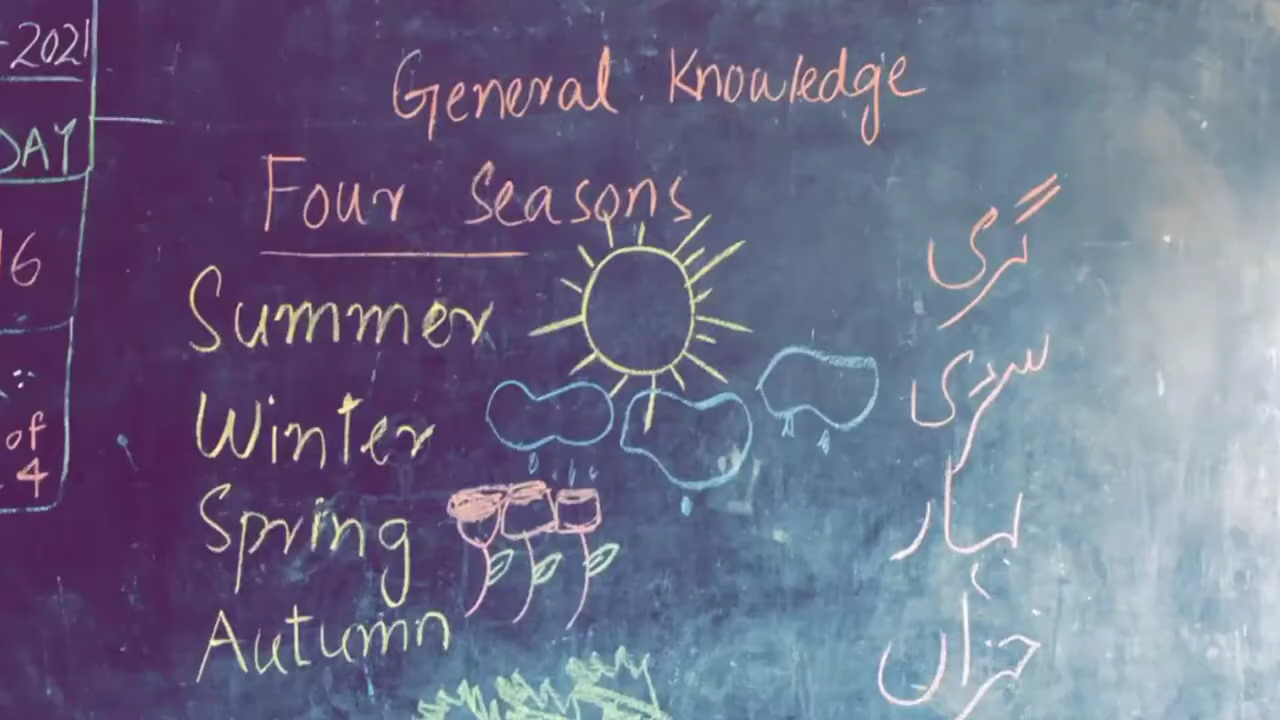 -2021
DAY
16
of
4
General Knowledge
Four Seasons
Summer
گرمی
Winter
سردی
Spring
بہار
Autumn
خزاں